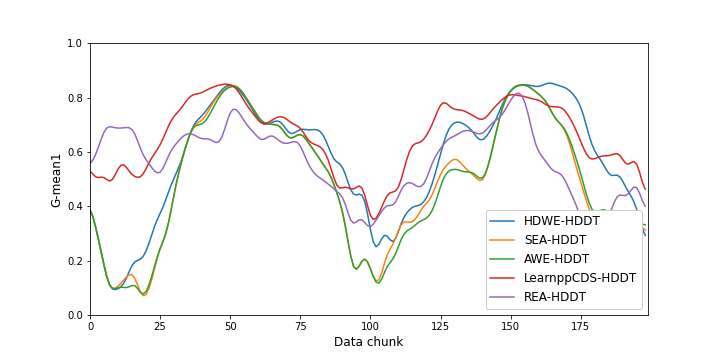 1.0
0.8
0.6
0.4
0.2
0.0
G-mean1
0 25 50 75 100 125 150 175
Data chunk
HDWE-HDDT
SEA-HDDT
AWE-HDDT
LearnppCDS-HDDT
REA-HDDT